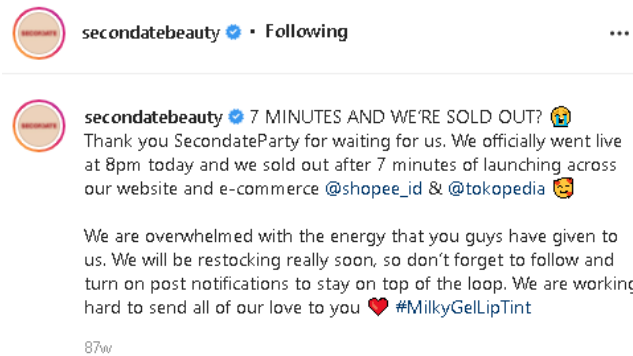 secondatebeauty • Following
secondatebeauty 7 MINUTES AND WE'RE SOLD OUT? 😭
Thank you SecondateParty for waiting for us. We officially went live
at 8pm today and we sold out after 7 minutes of launching across
our website and e-commerce @shopee_id & @tokopedia 🥰
We are overwhelmed with the energy that you guys have given to
us. We will be restocking really soon, so don't forget to follow and
turn on post notifications to stay on top of the loop. We are working
hard to send all of our love to you ❤️ #MilkyGelLipTint
87w